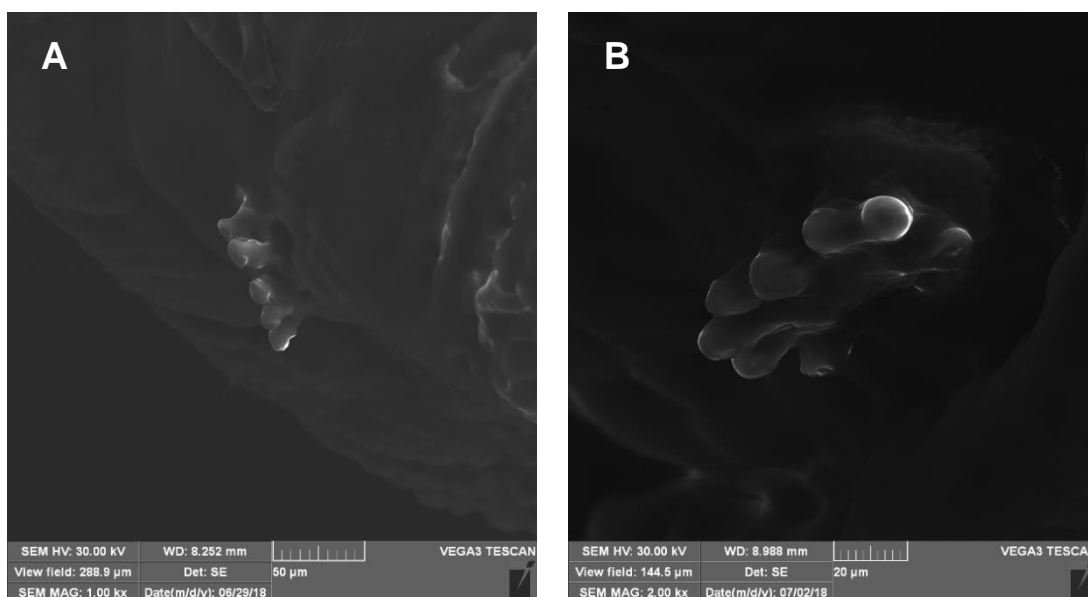 A
SEM HV: 30.00 kV WD: 8.252 mm VEGA3 TESCAN
View field: 288.9 µm Det: SE 50 µm
SEM MAG: 1.00 kx Date(m/d/y): 06/29/18
B
SEM HV: 30.00 kV WD: 8.988 mm VEGA3 TESCA
View field: 144.5 µm Det: SE 20 µm
SEM MAG: 2.00 kx Date(m/d/y): 07/02/18